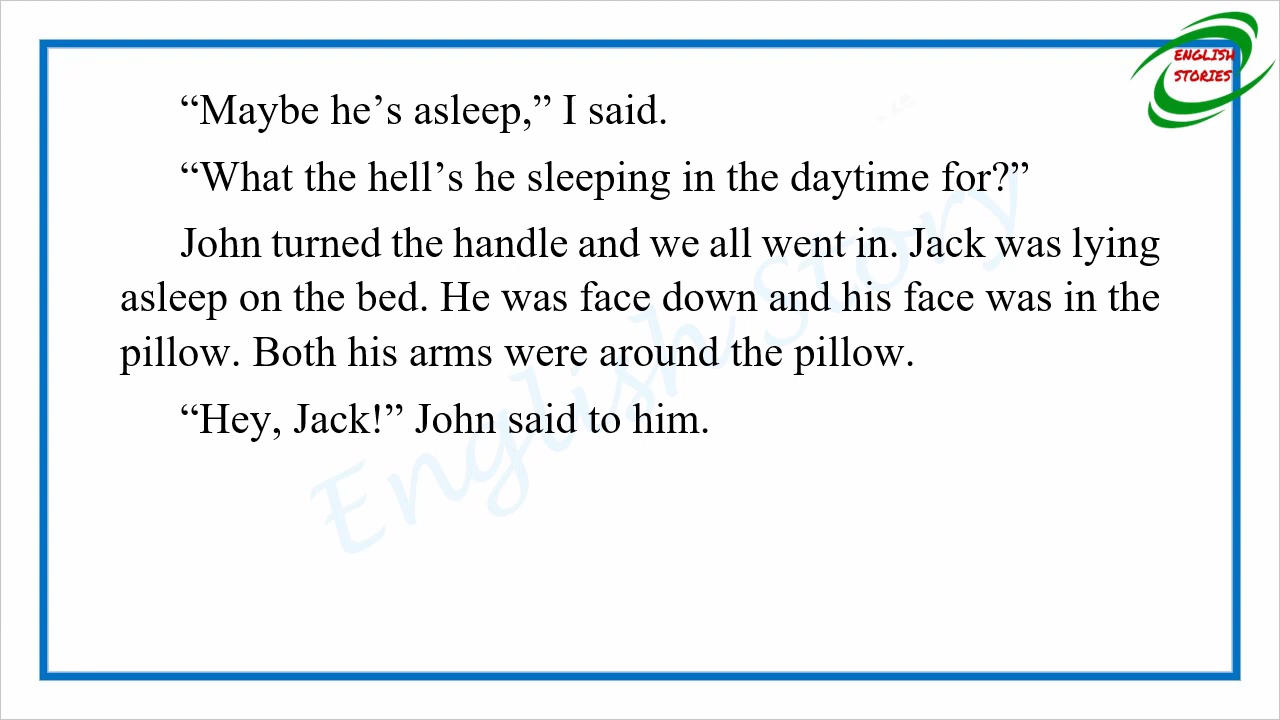 ENGLISH
STORIES
“Maybe he’s asleep,” I said.
“What the hell’s he sleeping in the daytime for?”
John turned the handle and we all went in. Jack was lying
asleep on the bed. He was face down and his face was in the
pillow. Both his arms were around the pillow.
“Hey, Jack!” John said to him.
English Story